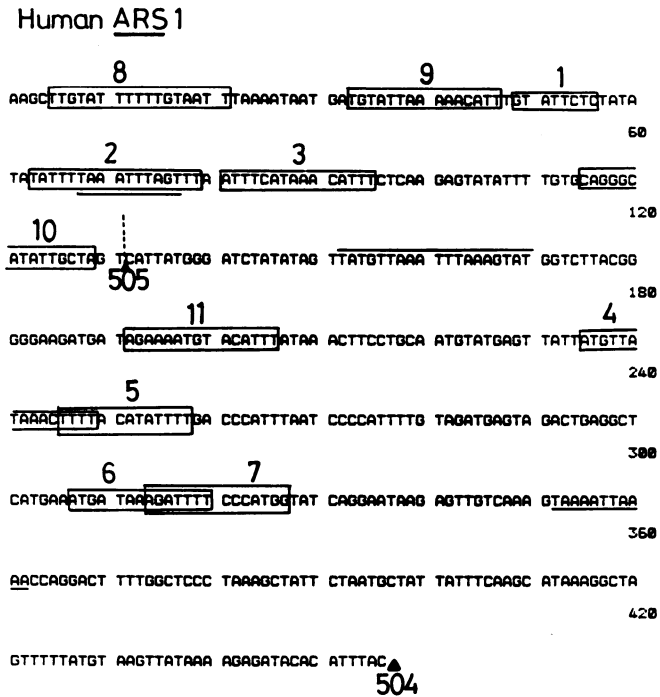 Human ARS 1
8 9 1
AAGCTTGTAT TTTTTGTAAT TTAAAATAAT GATGTATTAA AAACATTTGT ATTCTCTATA
60
2 3
TATATTTTAA ATTTAGTTTA ATTTCATAAA CATTTCTCAA GAGTATATTT TGTGCAGGGC
120
10
ATATTGCTAG TCATTATGGG ATCTATATAG TTATGTTAAA TTTAAAGTAT GGTCTTACGG
505
180
11 4
GGGAAGATGA TAGAAAATGT ACATTTATAA ACTTCCTGCA ATGTATGAGT TATTATGTTA
240
5
TAAACTTTTA CATATTTTGA CCCATTTAAT CCCCATTTTG TAGATGAGTA GACTGAGGCT
300
6 7
CATGAAATGA TAAAGATTTT CCCATGGTAT CAGGAATAAG AGTTGTCAAA GTAAAATTAA
360
AACCAGGACT TTTGGCTCCC TAAAGCTATT CTAATGCTAT TATTTCAAGC ATAAAGGCTA
420
GTTTTTATGT AAGTTATAAA AGAGATACAC ATTTAC
504